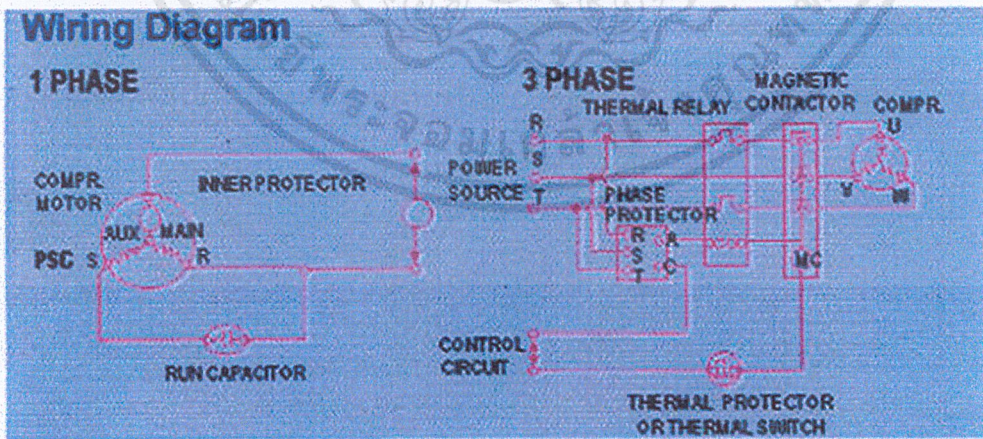 Wiring Diagram
1 PHASE
COMPR.
MOTOR
INNER PROTECTOR
AUX MAIN
PSC S R
RUN CAPACITOR
3 PHASE
MAGNETIC
THERMAL RELAY CONTACTOR COMPR.
R
S
T
U
V
W
POWER
SOURCE
PHASE
PROTECTOR
R
S
T
A
C
MC
CONTROL
CIRCUIT
THERMAL PROTECTOR
OR THERMAL SWITCH